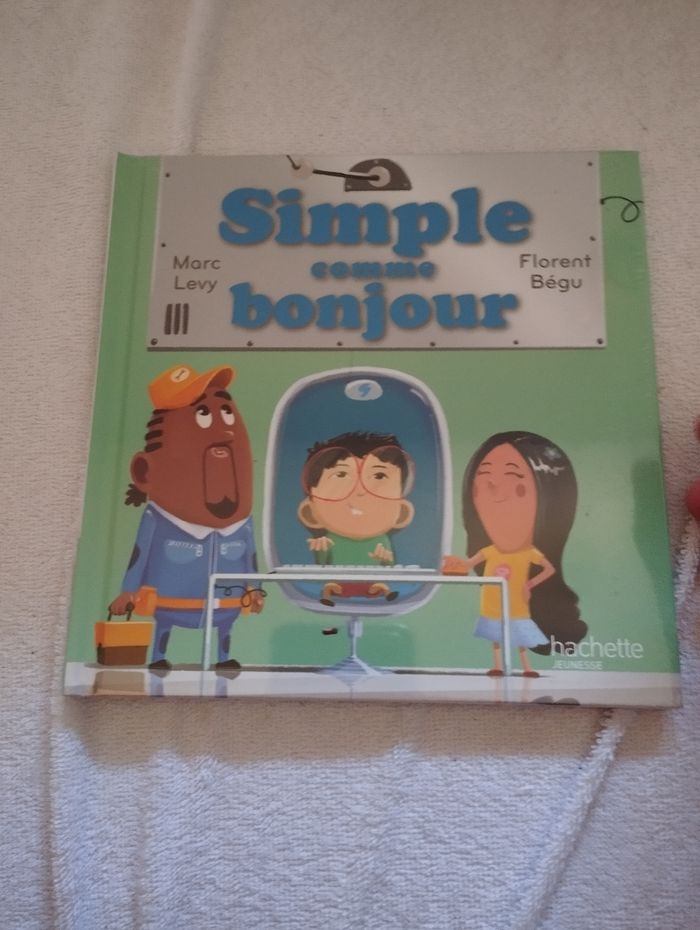 Simple
comme
bonjour
Marc
Levy
Florent
Bégu
hachette
JEUNESSE